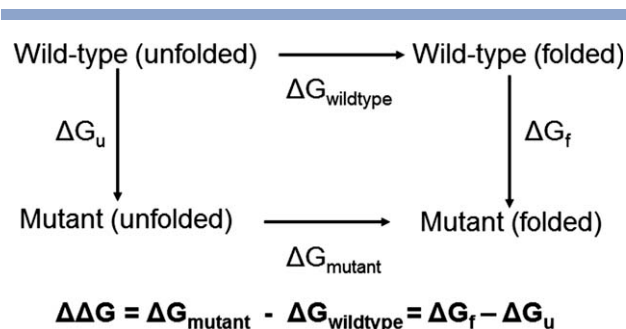 Wild-type (unfolded) Wild-type (folded)
ΔGwildtype
ΔGu ΔGf
Mutant (unfolded) Mutant (folded)
ΔGmutant
ΔΔG = ΔGmutant - ΔGwildtype = ΔGf – ΔGu